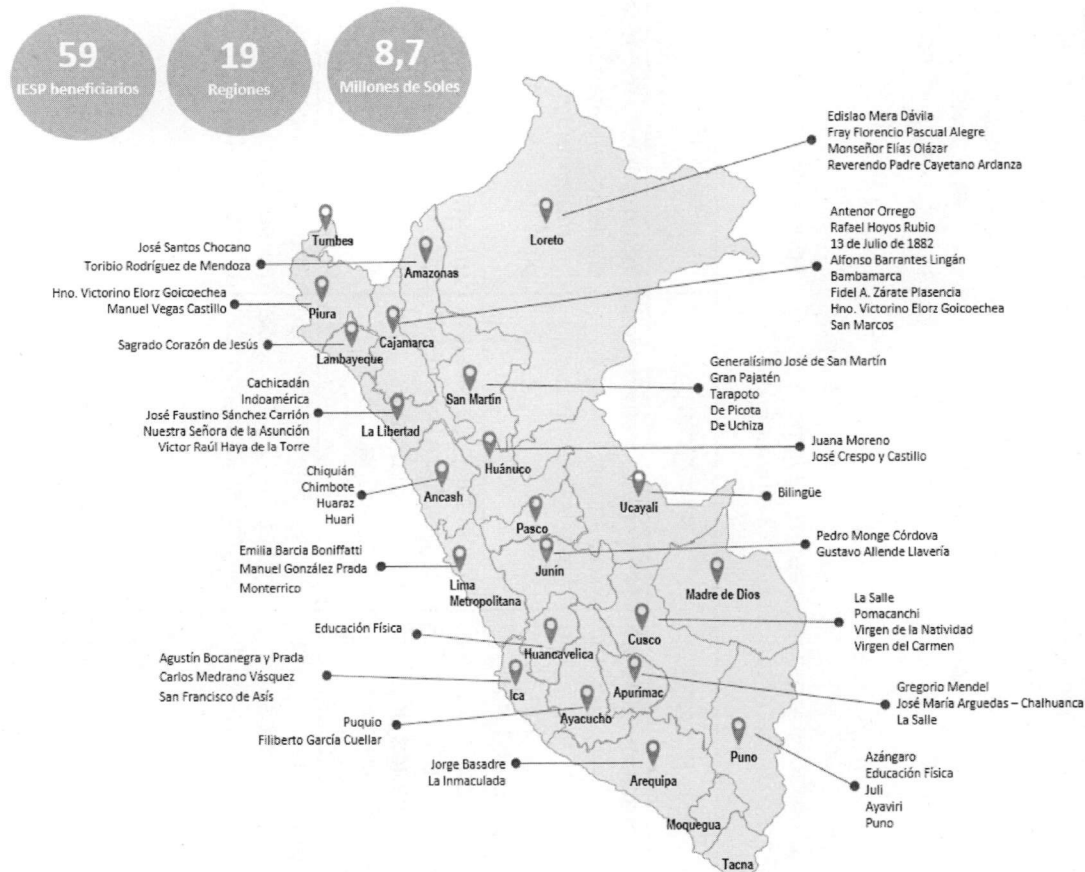 59
IESP beneficiarios
19
Regiones
8,7
Millones de Soles
Edislao Mera Dávila
Fray Florencio Pascual Alegre
Monseñor Elías Olázar
Reverendo Padre Cayetano Ardanza
Loreto
Antenor Orrego
Rafael Hoyos Rubio
13 de Julio de 1882
Alfonso Barrantes Lingán
Bambamarca
Fidel A. Zárate Plasencia
Hno. Victorino Elorz Goicoechea
San Marcos
Cajamarca
Tumbes
José Santos Chocano
Toribio Rodríguez de Mendoza
Amazonas
Hno. Victorino Elorz Goicoechea
Manuel Vegas Castillo
Piura
Sagrado Corazón de Jesús
Lambayeque
Generalísimo José de San Martín
Gran Pajatén
Tarapoto
De Picota
De Uchiza
San Martín
Cachicadán
Indoamérica
José Faustino Sánchez Carrión
Nuestra Señora de la Asunción
Víctor Raúl Haya de la Torre
La Libertad
Juana Moreno
José Crespo y Castillo
Huánuco
Chiquián
Chimbote
Huaraz
Huari
Ancash
Bilingüe
Ucayali
Pasco
Pedro Monge Córdova
Gustavo Allende Llavería
Junín
Emilia Barcia Boniffatti
Manuel González Prada
Monterrico
Lima
Metropolitana
Madre de Dios
La Salle
Pomacanchi
Virgen de la Natividad
Virgen del Carmen
Cusco
Educación Física
Huancavelica
Agustín Bocanegra y Prada
Carlos Medrano Vásquez
San Francisco de Asís
Ica
Gregorio Mendel
José María Arguedas – Chalhuanca
La Salle
Apurímac
Puquio
Filiberto García Cuellar
Ayacucho
Jorge Basadre
La Inmaculada
Arequipa
Azángaro
Educación Física
Juli
Ayaviri
Puno
Puno
Moquegua
Tacna